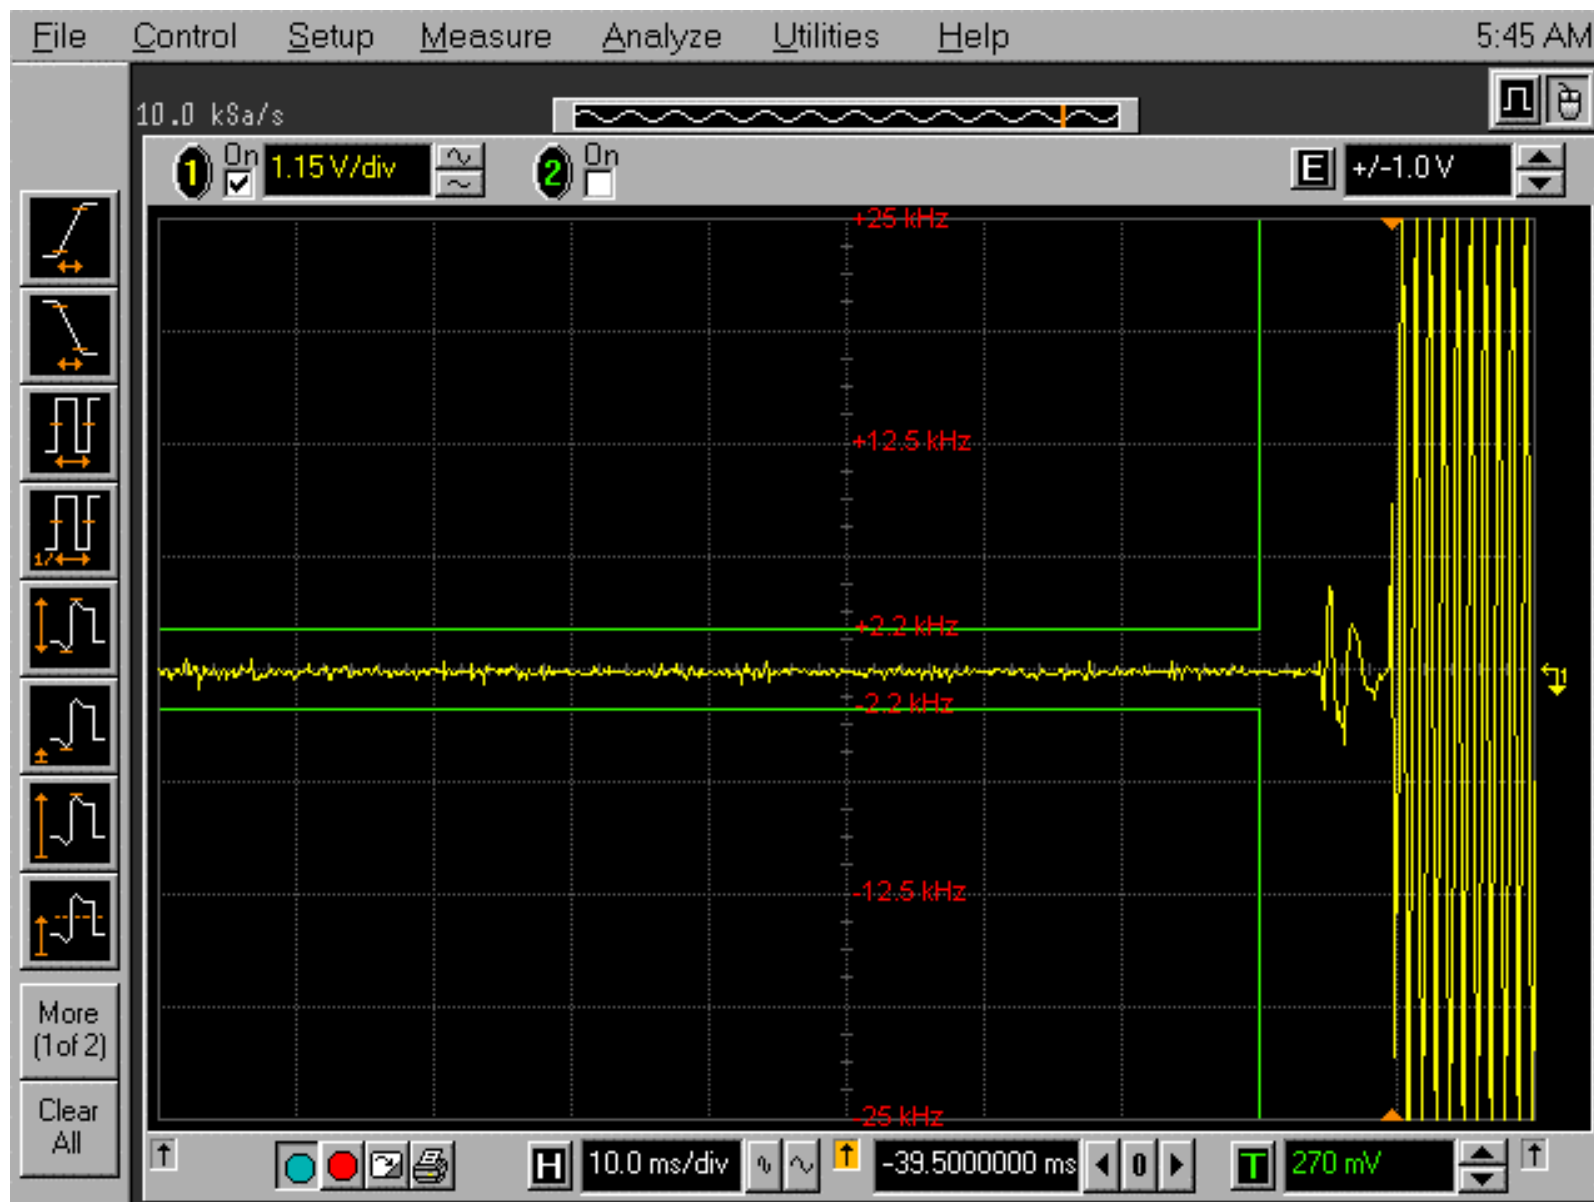 File Control Setup Measure Analyze Utilities Help 5:45 AM
10.0 kSa/s
1 On 1.15 V/div 2 On E +/-1.0 V
+25 kHz
+12.5 kHz
+2.2 kHz
-2.2 kHz
-12.5 kHz
-25 kHz
1/
1
More
(1of 2)
Clear
All
H 10.0 ms/div -39.5000000 ms 0 T 270 mV